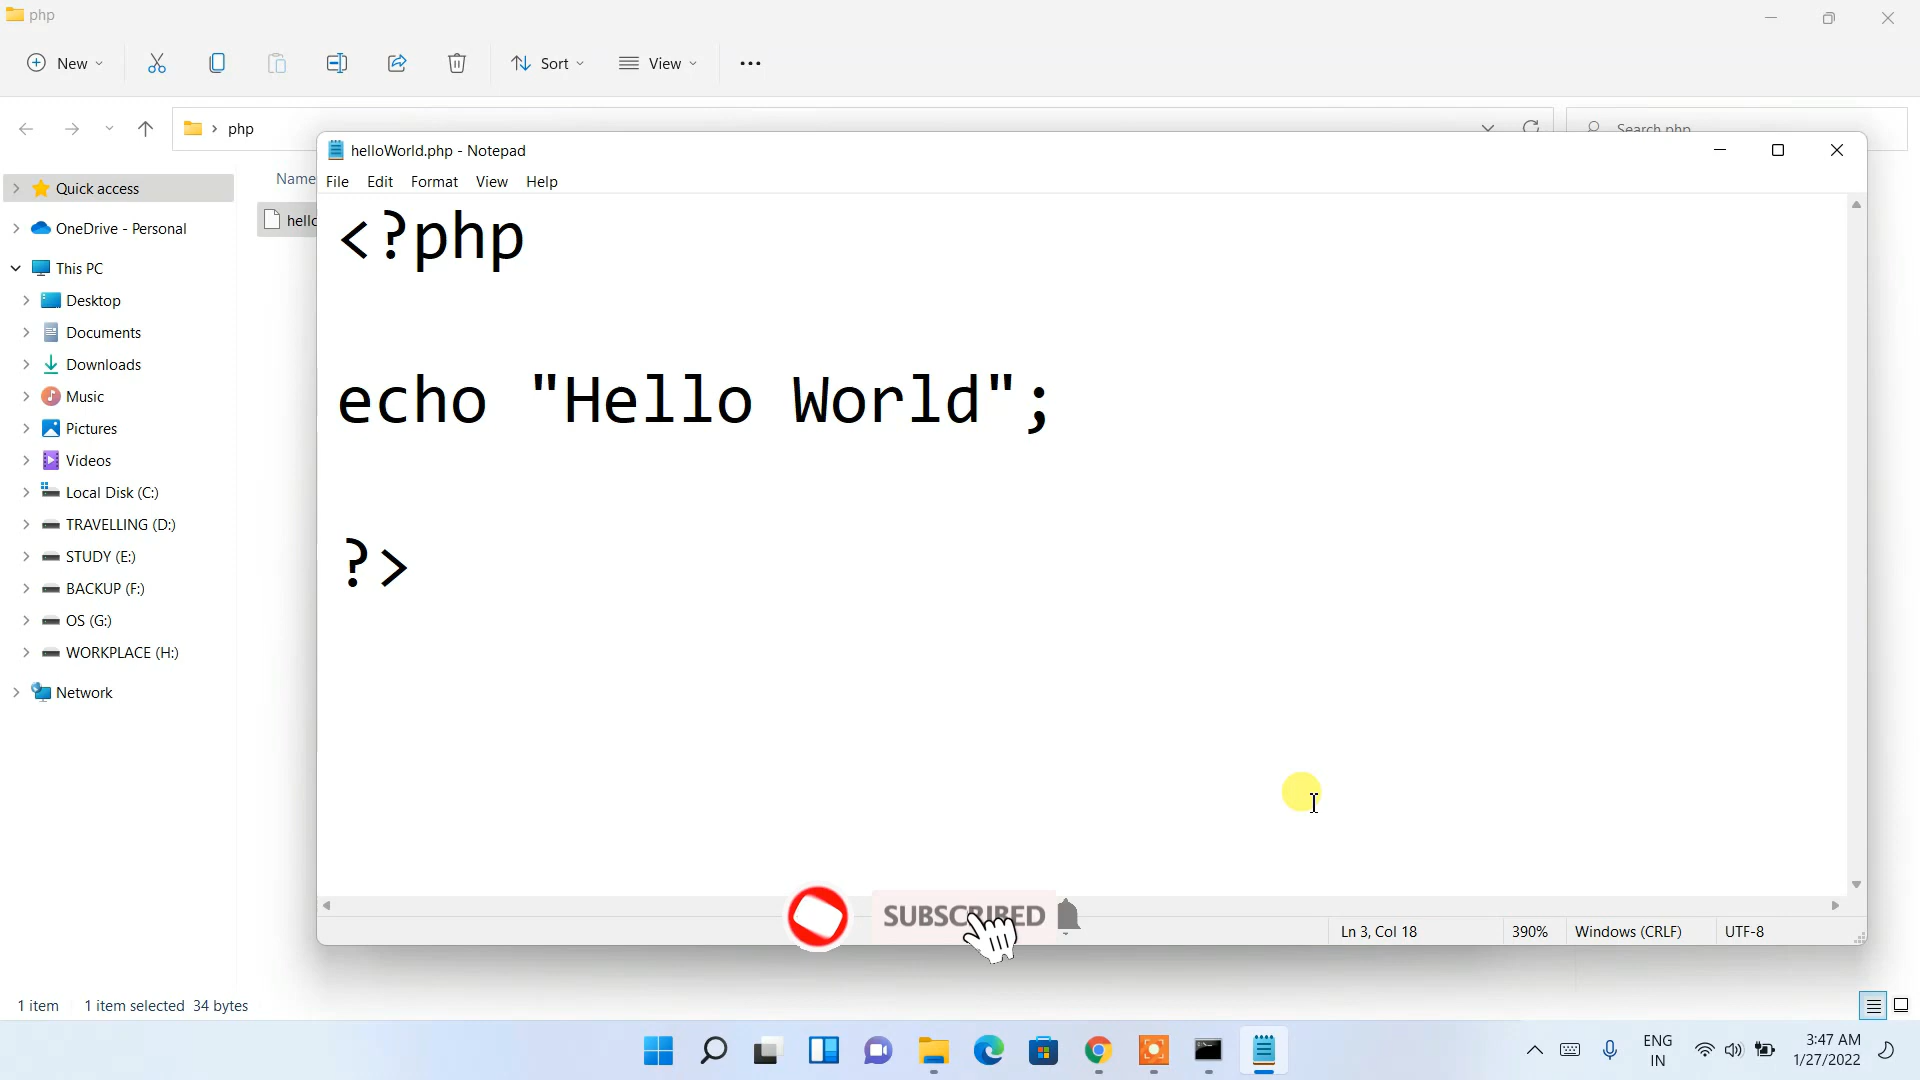 php
New
Sort
View
php
Search php
helloWorld.php - Notepad
File Edit Format View Help
Name
Quick access
OneDrive - Personal
This PC
Desktop
Documents
Downloads
Music
Pictures
Videos
Local Disk (C:)
TRAVELLING (D:)
STUDY (E:)
BACKUP (F:)
OS (G:)
WORKPLACE (H:)
Network
hello
<?php
echo "Hello World";
?>
SUBSCRIBED
Ln 3, Col 18
390%
Windows (CRLF)
UTF-8
1 item
1 item selected 34 bytes
ENG
IN
3:47 AM
1/27/2022